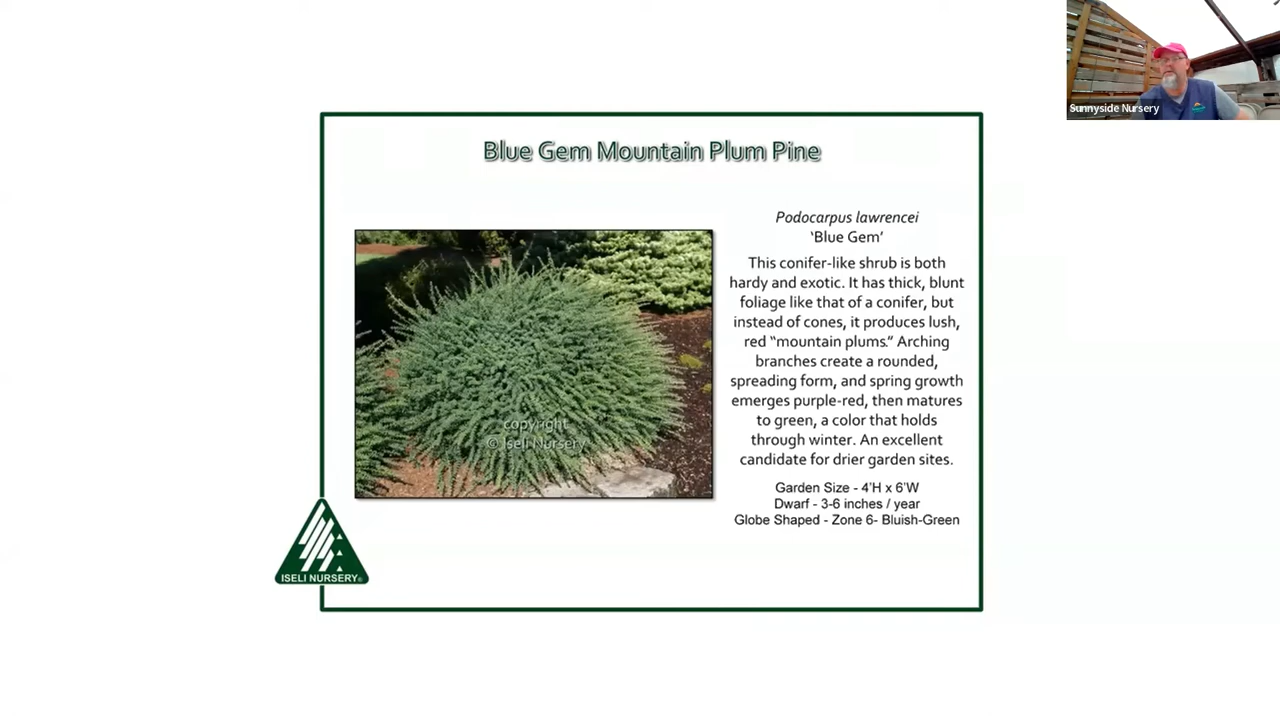 Sunnyside Nursery
Blue Gem Mountain Plum Pine
Podocarpus lawrencei
‘Blue Gem’
This conifer-like shrub is both
hardy and exotic. It has thick, blunt
foliage like that of a conifer, but
instead of cones, it produces lush,
red “mountain plums.” Arching
branches create a rounded,
spreading form, and spring growth
emerges purple-red, then matures
to green, a color that holds
through winter. An excellent
candidate for drier garden sites.
Garden Size - 4'H x 6'W
Dwarf - 3-6 inches / year
Globe Shaped - Zone 6- Bluish-Green
copyright
© Iseli Nursery
ISELI NURSERY®